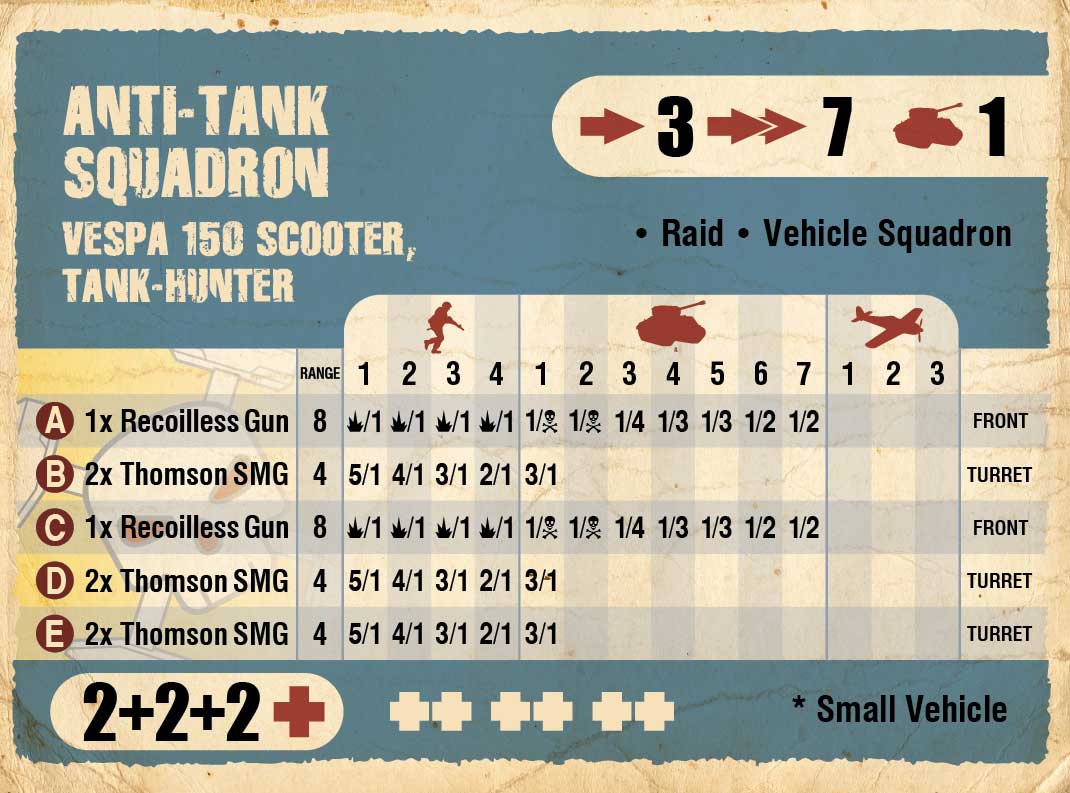 ANTI-TANK
SQUADRON
VESPA 150 SCOOTER,
TANK-HUNTER
3 7 1
• Raid • Vehicle Squadron
RANGE 1 2 3 4 1 2 3 4 5 6 7 1 2 3
A 1x Recoilless Gun 8 /1 /1 /1 /1 1/☠ 1/☠ 1/4 1/3 1/3 1/2 1/2 FRONT
B 2x Thomson SMG 4 5/1 4/1 3/1 2/1 3/1 TURRET
C 1x Recoilless Gun 8 /1 /1 /1 /1 1/☠ 1/☠ 1/4 1/3 1/3 1/2 1/2 FRONT
D 2x Thomson SMG 4 5/1 4/1 3/1 2/1 3/1 TURRET
E 2x Thomson SMG 4 5/1 4/1 3/1 2/1 3/1 TURRET
2+2+2
* Small Vehicle